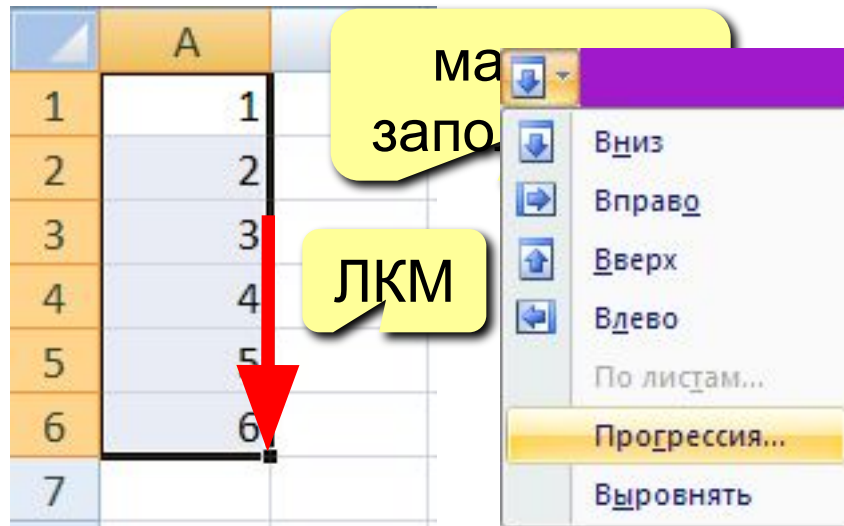 A
1 1
2 2
3 3
4 4
5 5
6 6
7
ма
запо
ЛКМ
Вниз
Вправо
Вверх
Влево
По листам...
Прогрессия...
Выровнять